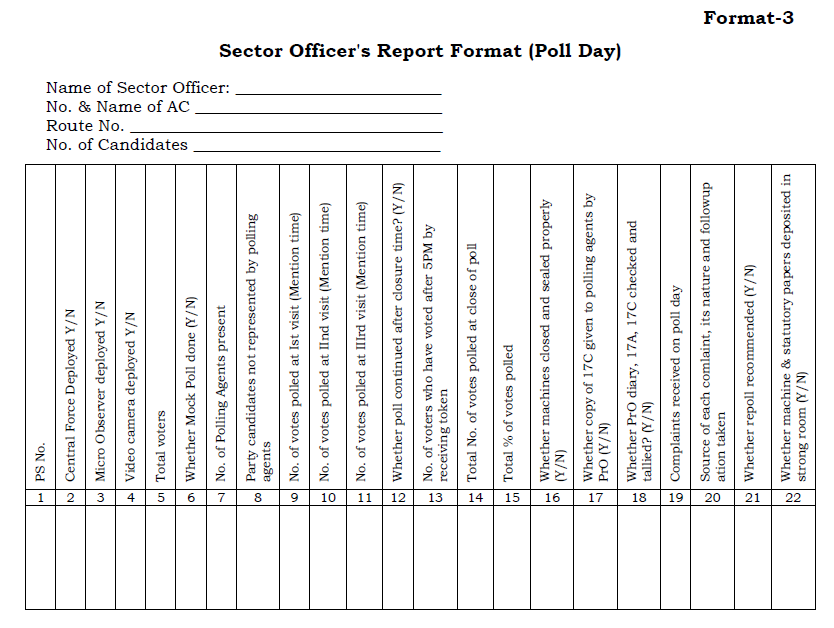 Format-3
Sector Officer's Report Format (Poll Day)
Name of Sector Officer: ______________________
No. & Name of AC __________________________
Route No. _________________________________
No. of Candidates __________________________
PS No.
Central Force Deployed Y/N
Micro Observer deployed Y/N
Video camera deployed Y/N
Total voters
Whether Mock Poll done (Y/N)
No. of Polling Agents present
Party candidates not represented by polling
agents
No. of votes polled at Ist visit (Mention time)
No. of votes polled at IInd visit (Mention time)
No. of votes polled at IIIrd visit (Mention time)
Whether poll continued after closure time? (Y/N)
No. of voters who have voted after 5PM by
receiving token
Total No. of votes polled at close of poll
Total % of votes polled
Whether machines closed and sealed properly
(Y/N)
Whether copy of 17C given to polling agents by
PrO (Y/N)
Whether PrO diary, 17A, 17C checked and
tallied? (Y/N)
Complaints received on poll day
Source of each comlaint, its nature and followup
ation taken
Whether repoll recommended (Y/N)
Whether machine & statutory papers deposited in
strong room (Y/N)
1 2 3 4 5 6 7 8 9 10 11 12 13 14 15 16 17 18 19 20 21 22